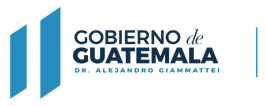 GOBIERNO de
GUATEMALA
DR. ALEJANDRO GIAMMATTEI